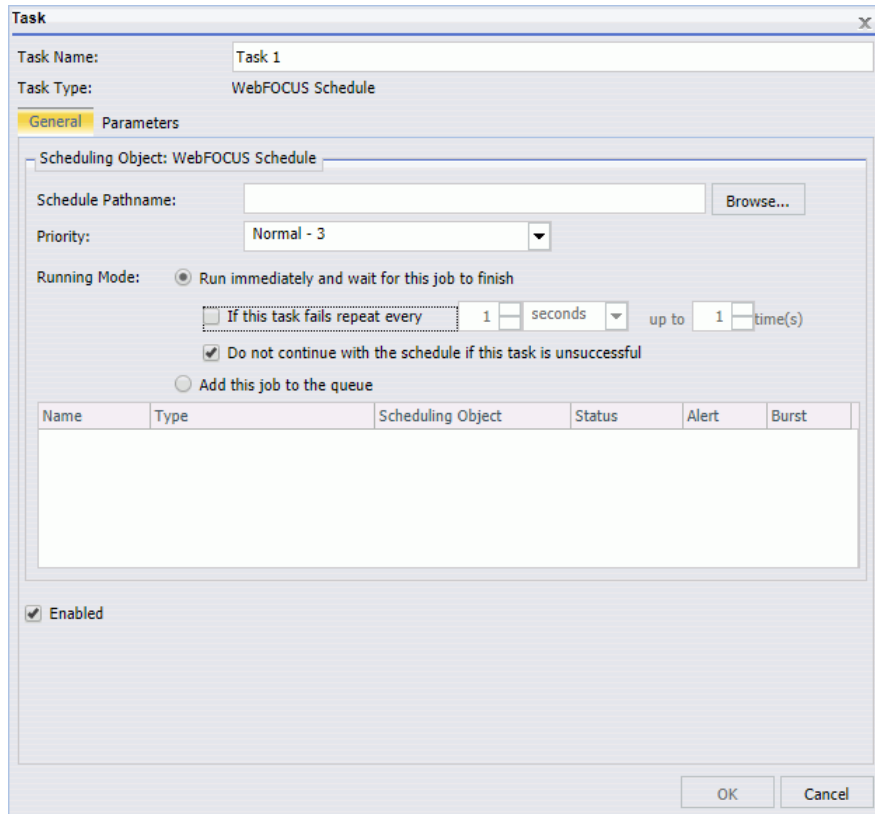 Task
Task Name: Task 1
Task Type: WebFOCUS Schedule
General Parameters
Scheduling Object: WebFOCUS Schedule
Schedule Pathname: Browse...
Priority: Normal - 3
Running Mode: Run immediately and wait for this job to finish
If this task fails repeat every 1 seconds up to 1 time(s)
Do not continue with the schedule if this task is unsuccessful
Add this job to the queue
Name Type Scheduling Object Status Alert Burst
Enabled
OK Cancel